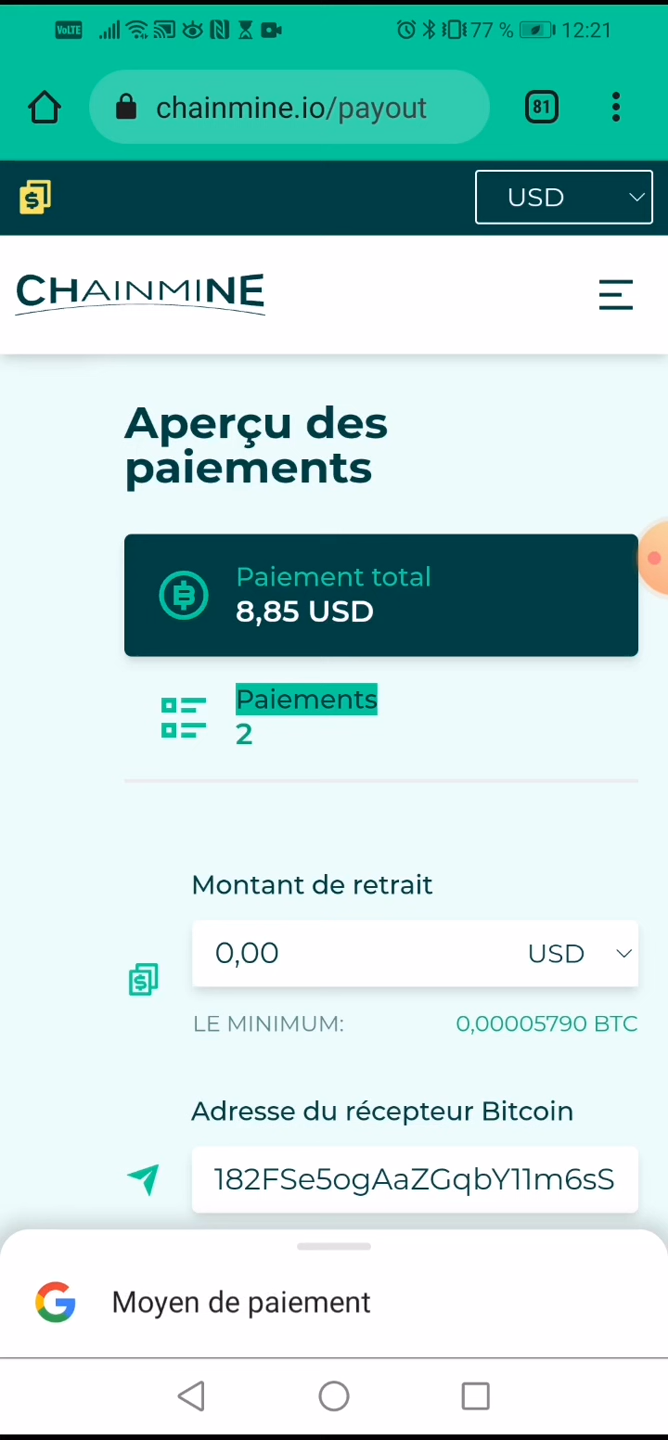 VoLTE 77 % 12:21
chainmine.io/payout 81
USD
CHAINMINE
Aperçu des
paiements
Paiement total
8,85 USD
Paiements
2
Montant de retrait
0,00 USD
LE MINIMUM: 0,00005790 BTC
Adresse du récepteur Bitcoin
182FSe5ogAaZGqbY11m6sS
Moyen de paiement